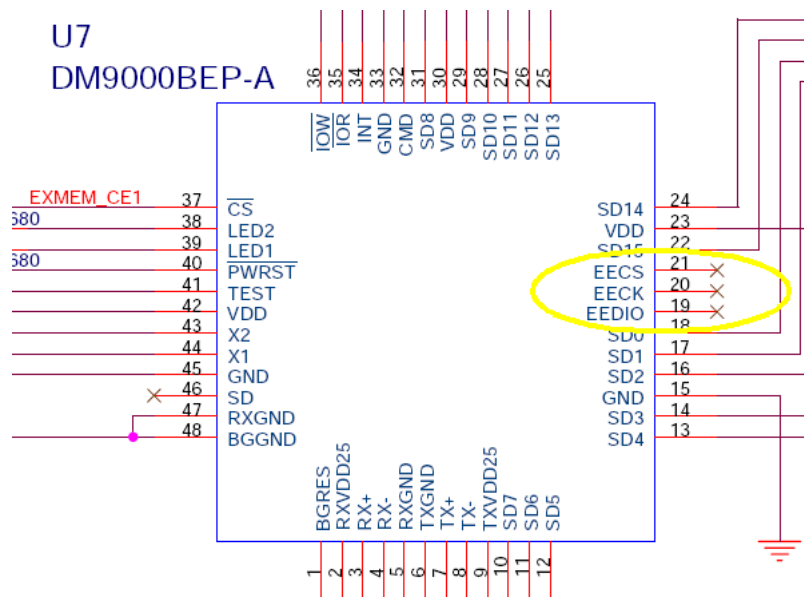 U7
DM9000BEP-A
36 35 34 33 32 31 30 29 28 27 26 25
IOW IOR INT GND CMD SD8 VDD SD9 SD10 SD11 SD12 SD13
EXMEM_CE1 37 CS
680 38 LED2
39 LED1
680 40 PWRST
41 TEST
42 VDD
43 X2
44 X1
45 GND
46 SD
47 RXGND
48 BGGND
SD14 24
VDD 23
SD15 22
EECS 21
EECK 20
EEDIO 19
SD0 18
SD1 17
SD2 16
GND 15
SD3 14
SD4 13
BGRES RXVDD25 RX+ RX- RXGND TXGND TX+ TX- TXVDD25 SD7 SD6 SD5
1 2 3 4 5 6 7 8 9 10 11 12